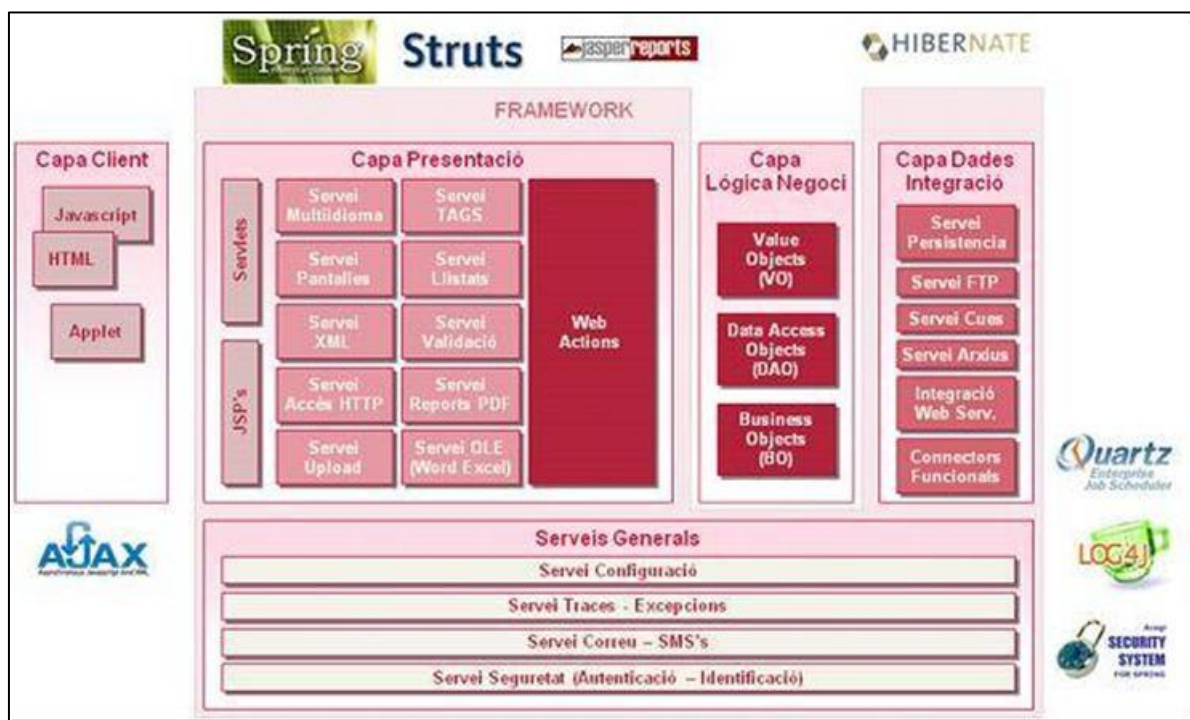 Spring
Struts
jasperreports
HIBERNATE
FRAMEWORK
Capa Client
Javascript
HTML
Applet
Capa Presentació
Servlets
JSP's
Servei
Multiidioma
Servei
TAGS
Servei
Pantalles
Servei
Llistats
Servei
XML
Servei
Validació
Servei
Accés HTTP
Servei
Reports PDF
Servei
Upload
Servei OLE
(Word Excel)
Web
Actions
Capa
Lógica Negoci
Value
Objects
(VO)
Data Access
Objects
(DAO)
Business
Objects
(BO)
Capa Dades
Integració
Servei
Persistencia
Servei FTP
Servei Cues
Servei Arxius
Integració
Web Serv.
Connectors
Funcionals
Quartz
Enterprise
Job Scheduler
AJAX
LOG4J
Acegi
SECURITY
SYSTEM
FOR SPRING
Serveis Generals
Servei Configuració
Servei Traces - Excepcions
Servei Correu – SMS's
Servei Seguretat (Autenticació – Identificació)